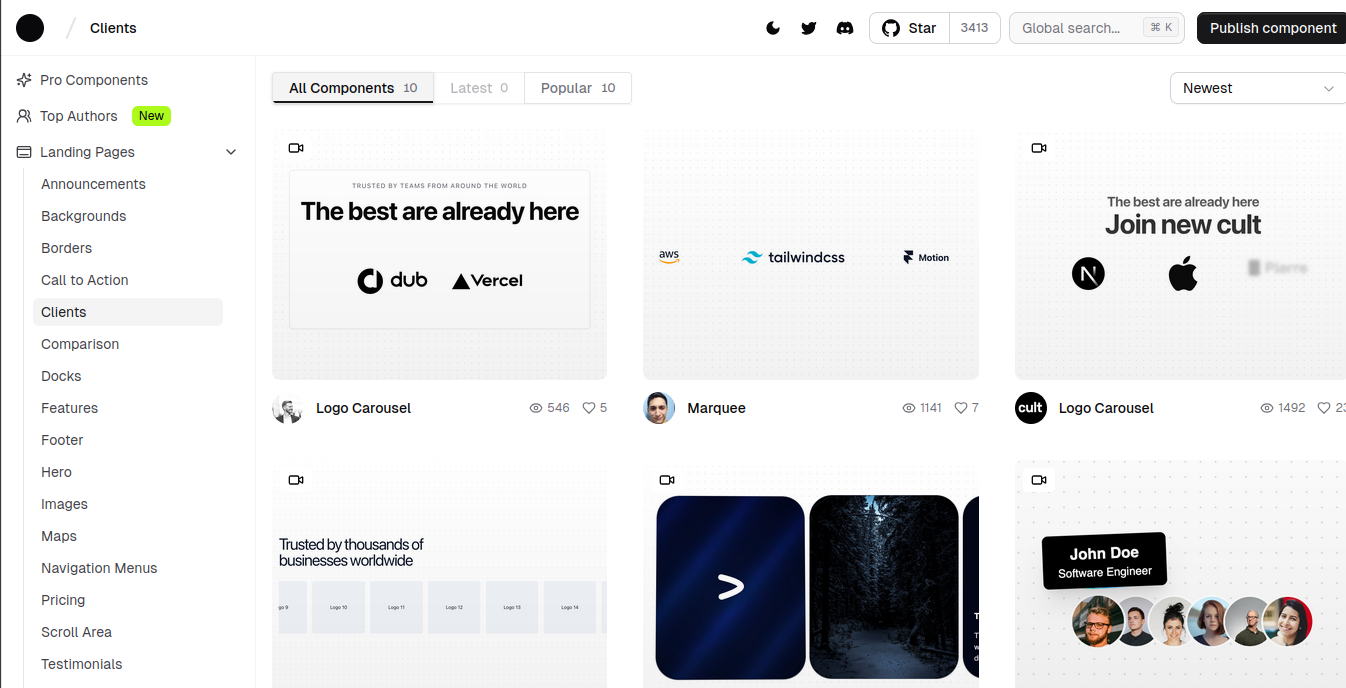 / Clients
Star 3413
Global search... ⌘ K
Publish component
Pro Components
Top Authors New
Landing Pages
Announcements
Backgrounds
Borders
Call to Action
Clients
Comparison
Docks
Features
Footer
Hero
Images
Maps
Navigation Menus
Pricing
Scroll Area
Testimonials
All Components 10
Latest 0
Popular 10
Newest
TRUSTED BY TEAMS FROM AROUND THE WORLD
The best are already here
dub Vercel
Logo Carousel 546 5
aws tailwindcss Motion
Marquee 1141 7
The best are already here
Join new cult
N Pierre
cult Logo Carousel 1492 23
Trusted by thousands of
businesses worldwide
go 9 Logo 10 Logo 11 Logo 12 Logo 13 Logo 14
John Doe
Software Engineer